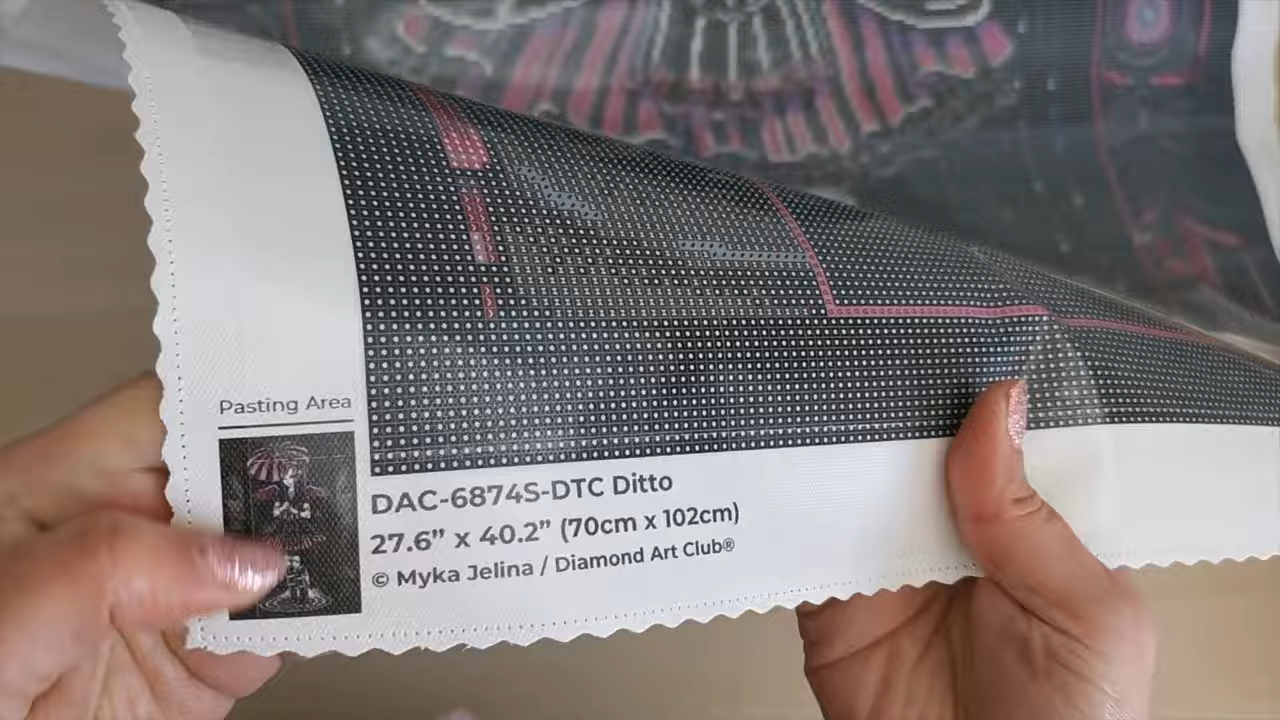 Pasting Area
DAC-6874S-DTC Ditto
27.6” x 40.2” (70cm x 102cm)
© Myka Jelina / Diamond Art Club®